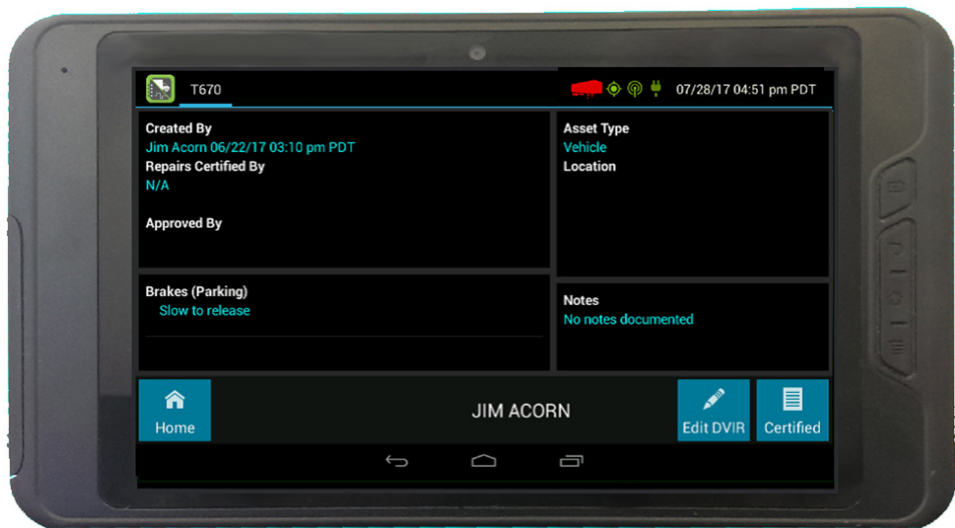 T670
07/28/17 04:51 pm PDT
Created By
Jim Acorn 06/22/17 03:10 pm PDT
Repairs Certified By
N/A
Approved By
Brakes (Parking)
Slow to release
Asset Type
Vehicle
Location
Notes
No notes documented
Home
JIM ACORN
Edit DVIR
Certified